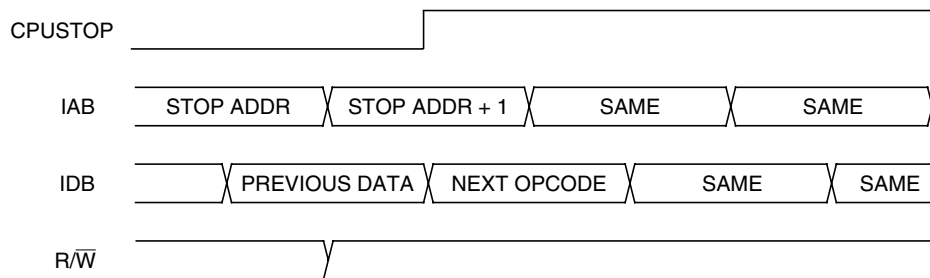 CPUSTOP
IAB STOP ADDR STOP ADDR + 1 SAME SAME
IDB PREVIOUS DATA NEXT OPCODE SAME SAME
R/W̅